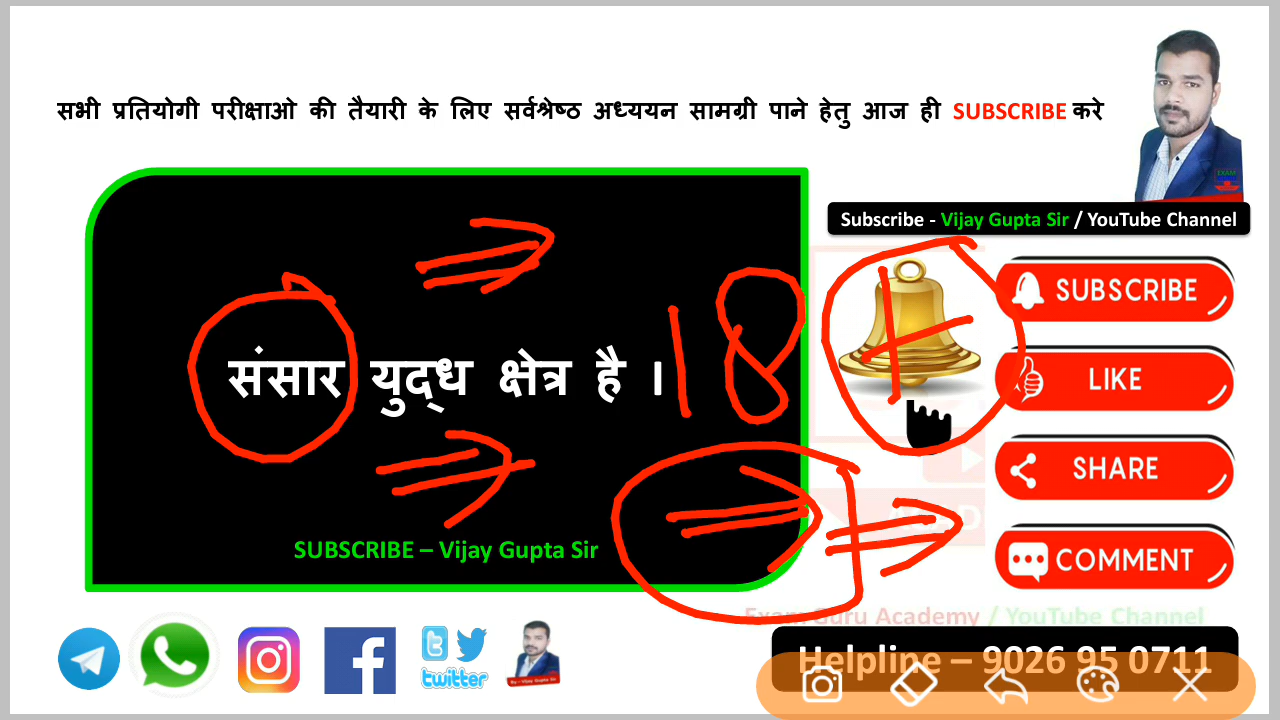 सभी प्रतियोगी परीक्षाओ की तैयारी के लिए सर्वश्रेष्ठ अध्ययन सामग्री पाने हेतु आज ही SUBSCRIBE करे
Subscribe - Vijay Gupta Sir / YouTube Channel
SUBSCRIBE
संसार युद्ध क्षेत्र है । 18
LIKE
SHARE
SUBSCRIBE – Vijay Gupta Sir
COMMENT
Exam Guru Academy / YouTube Channel
twitter
Helpline – 9026 95 0711